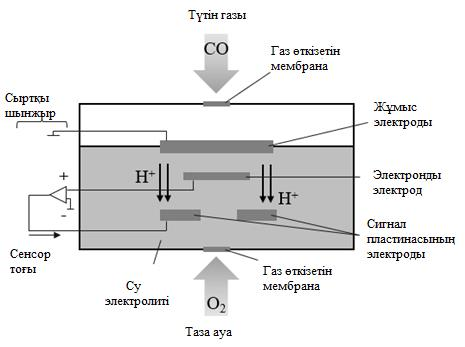 Түтін газы
CO
Газ өткізетін
мембрана
Сыртқы
шынжыр
Жұмыс
электроды
+
H⁺
Электронды
электрод
H⁺
-
Сигнал
пластинасының
электроды
Сенсор
тоғы
Су
электролиті
Газ өткізетін
мембрана
O₂
Таза ауа